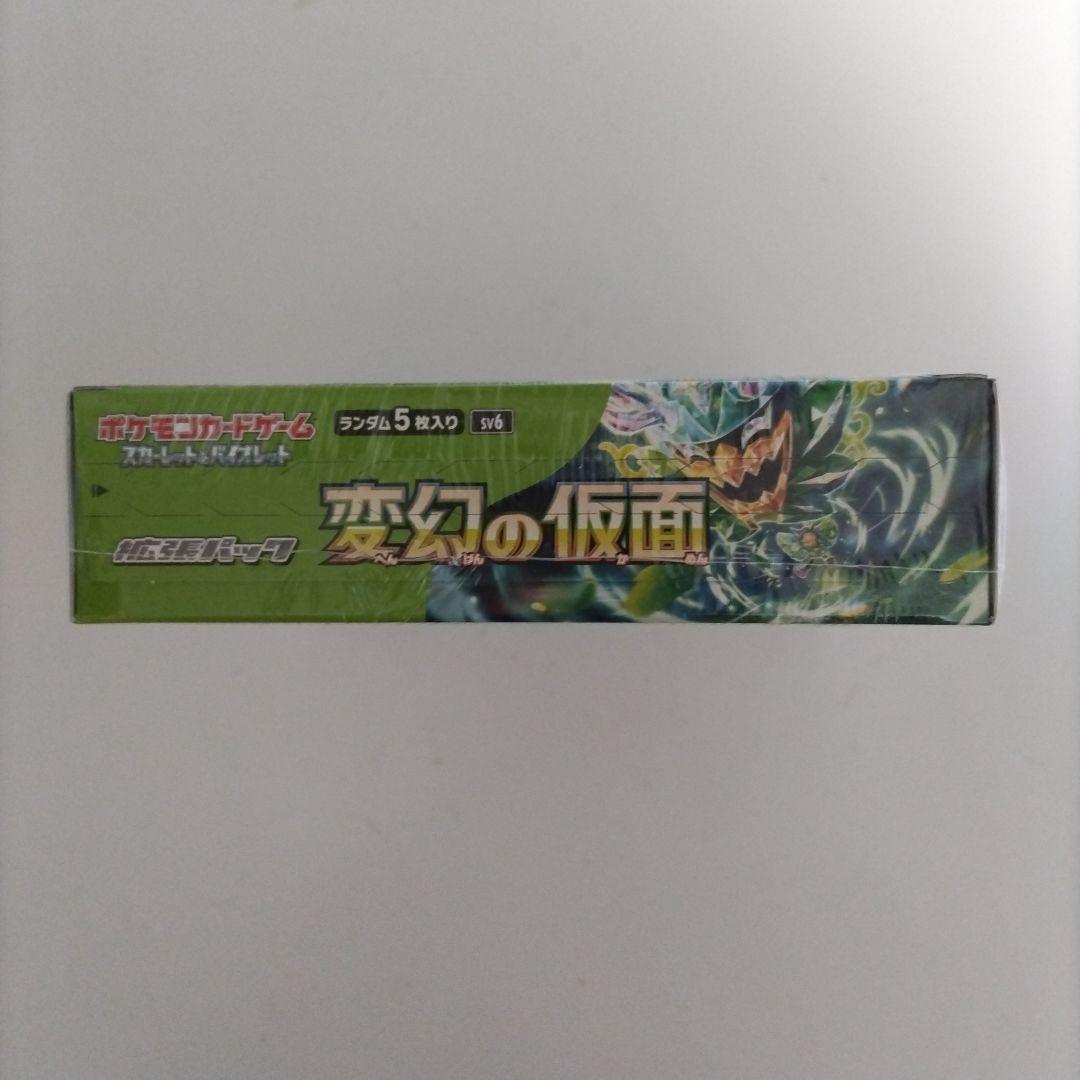 ポケモンカードゲーム
スカーレット&バイオレット
ランダム5枚入り sv6
拡張パック
変幻の仮面
へん げん か めん